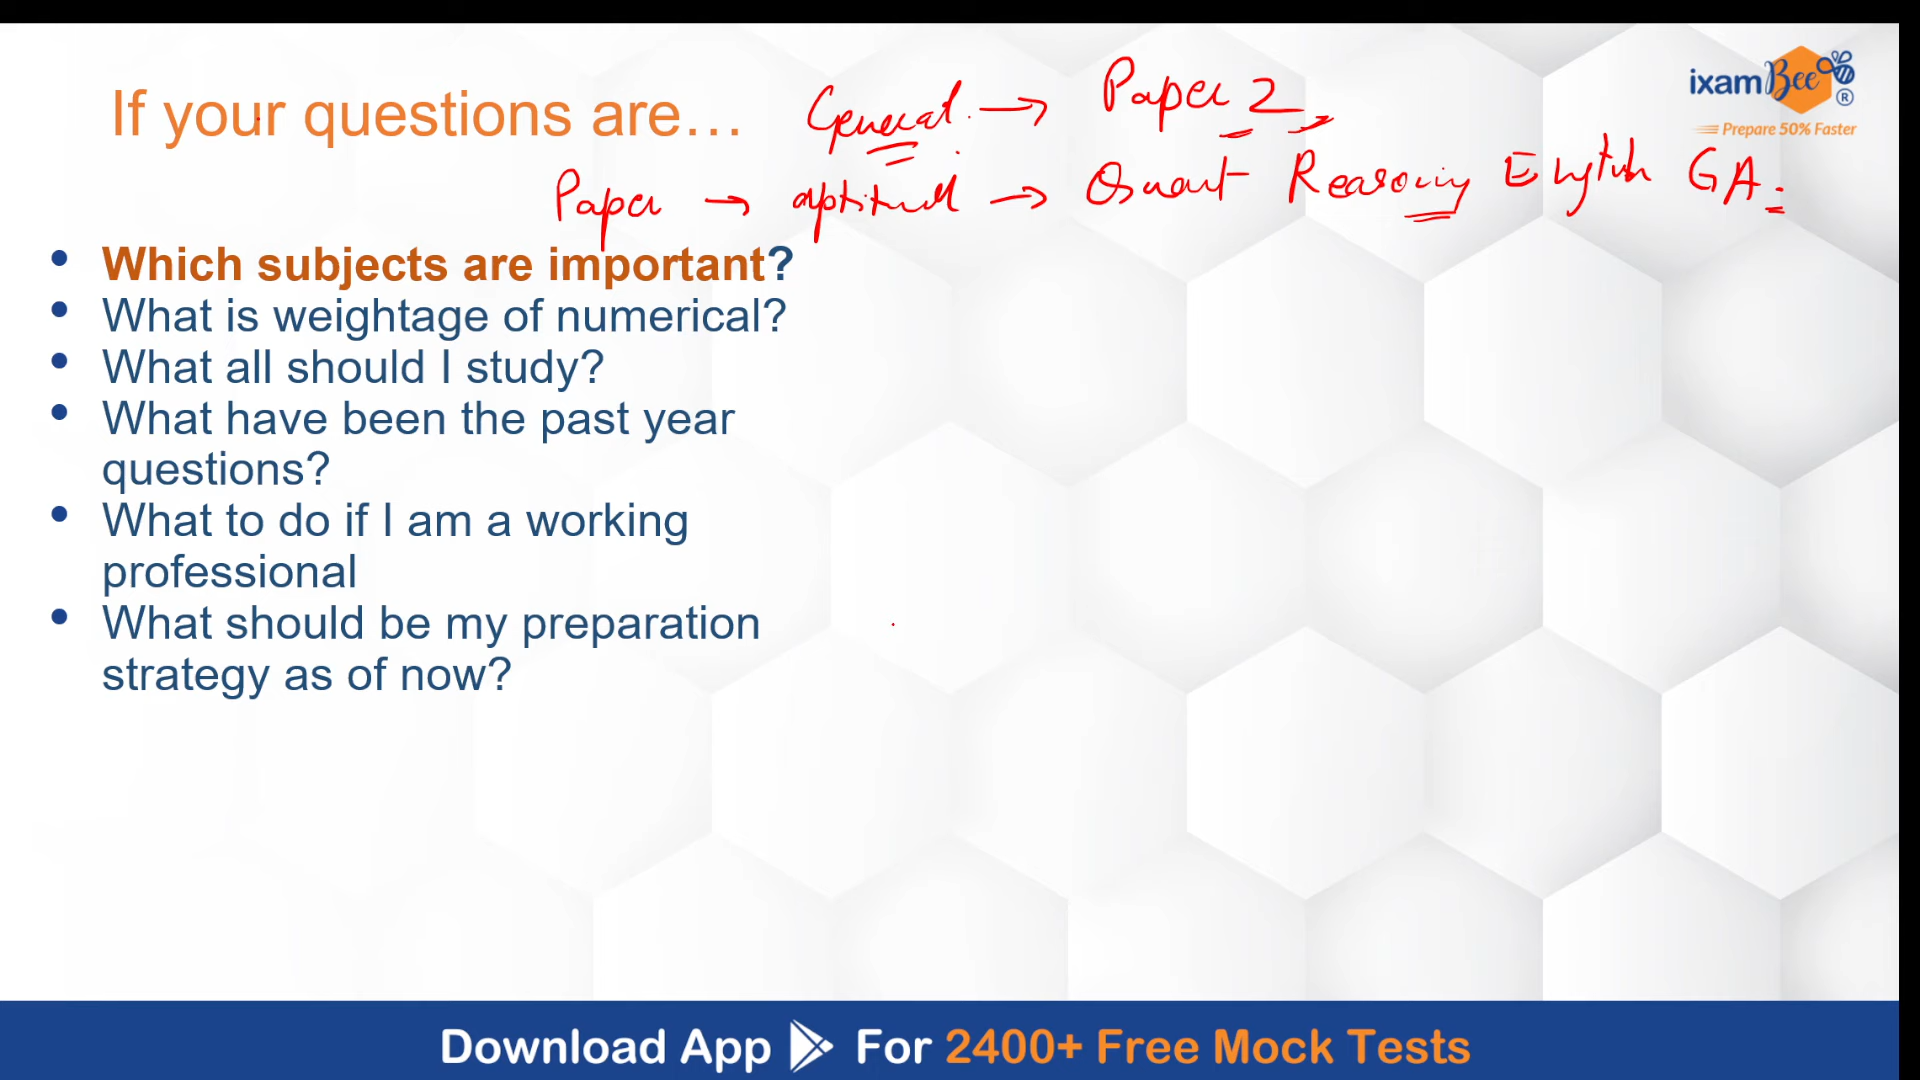 If your questions are...
General. → Paper 2
Paper → aptitude → Quant Reasoning English GA
ixamBee®
Prepare 50% Faster
• Which subjects are important?
• What is weightage of numerical?
• What all should I study?
• What have been the past year
questions?
• What to do if I am a working
professional
• What should be my preparation
strategy as of now?
Download App For 2400+ Free Mock Tests